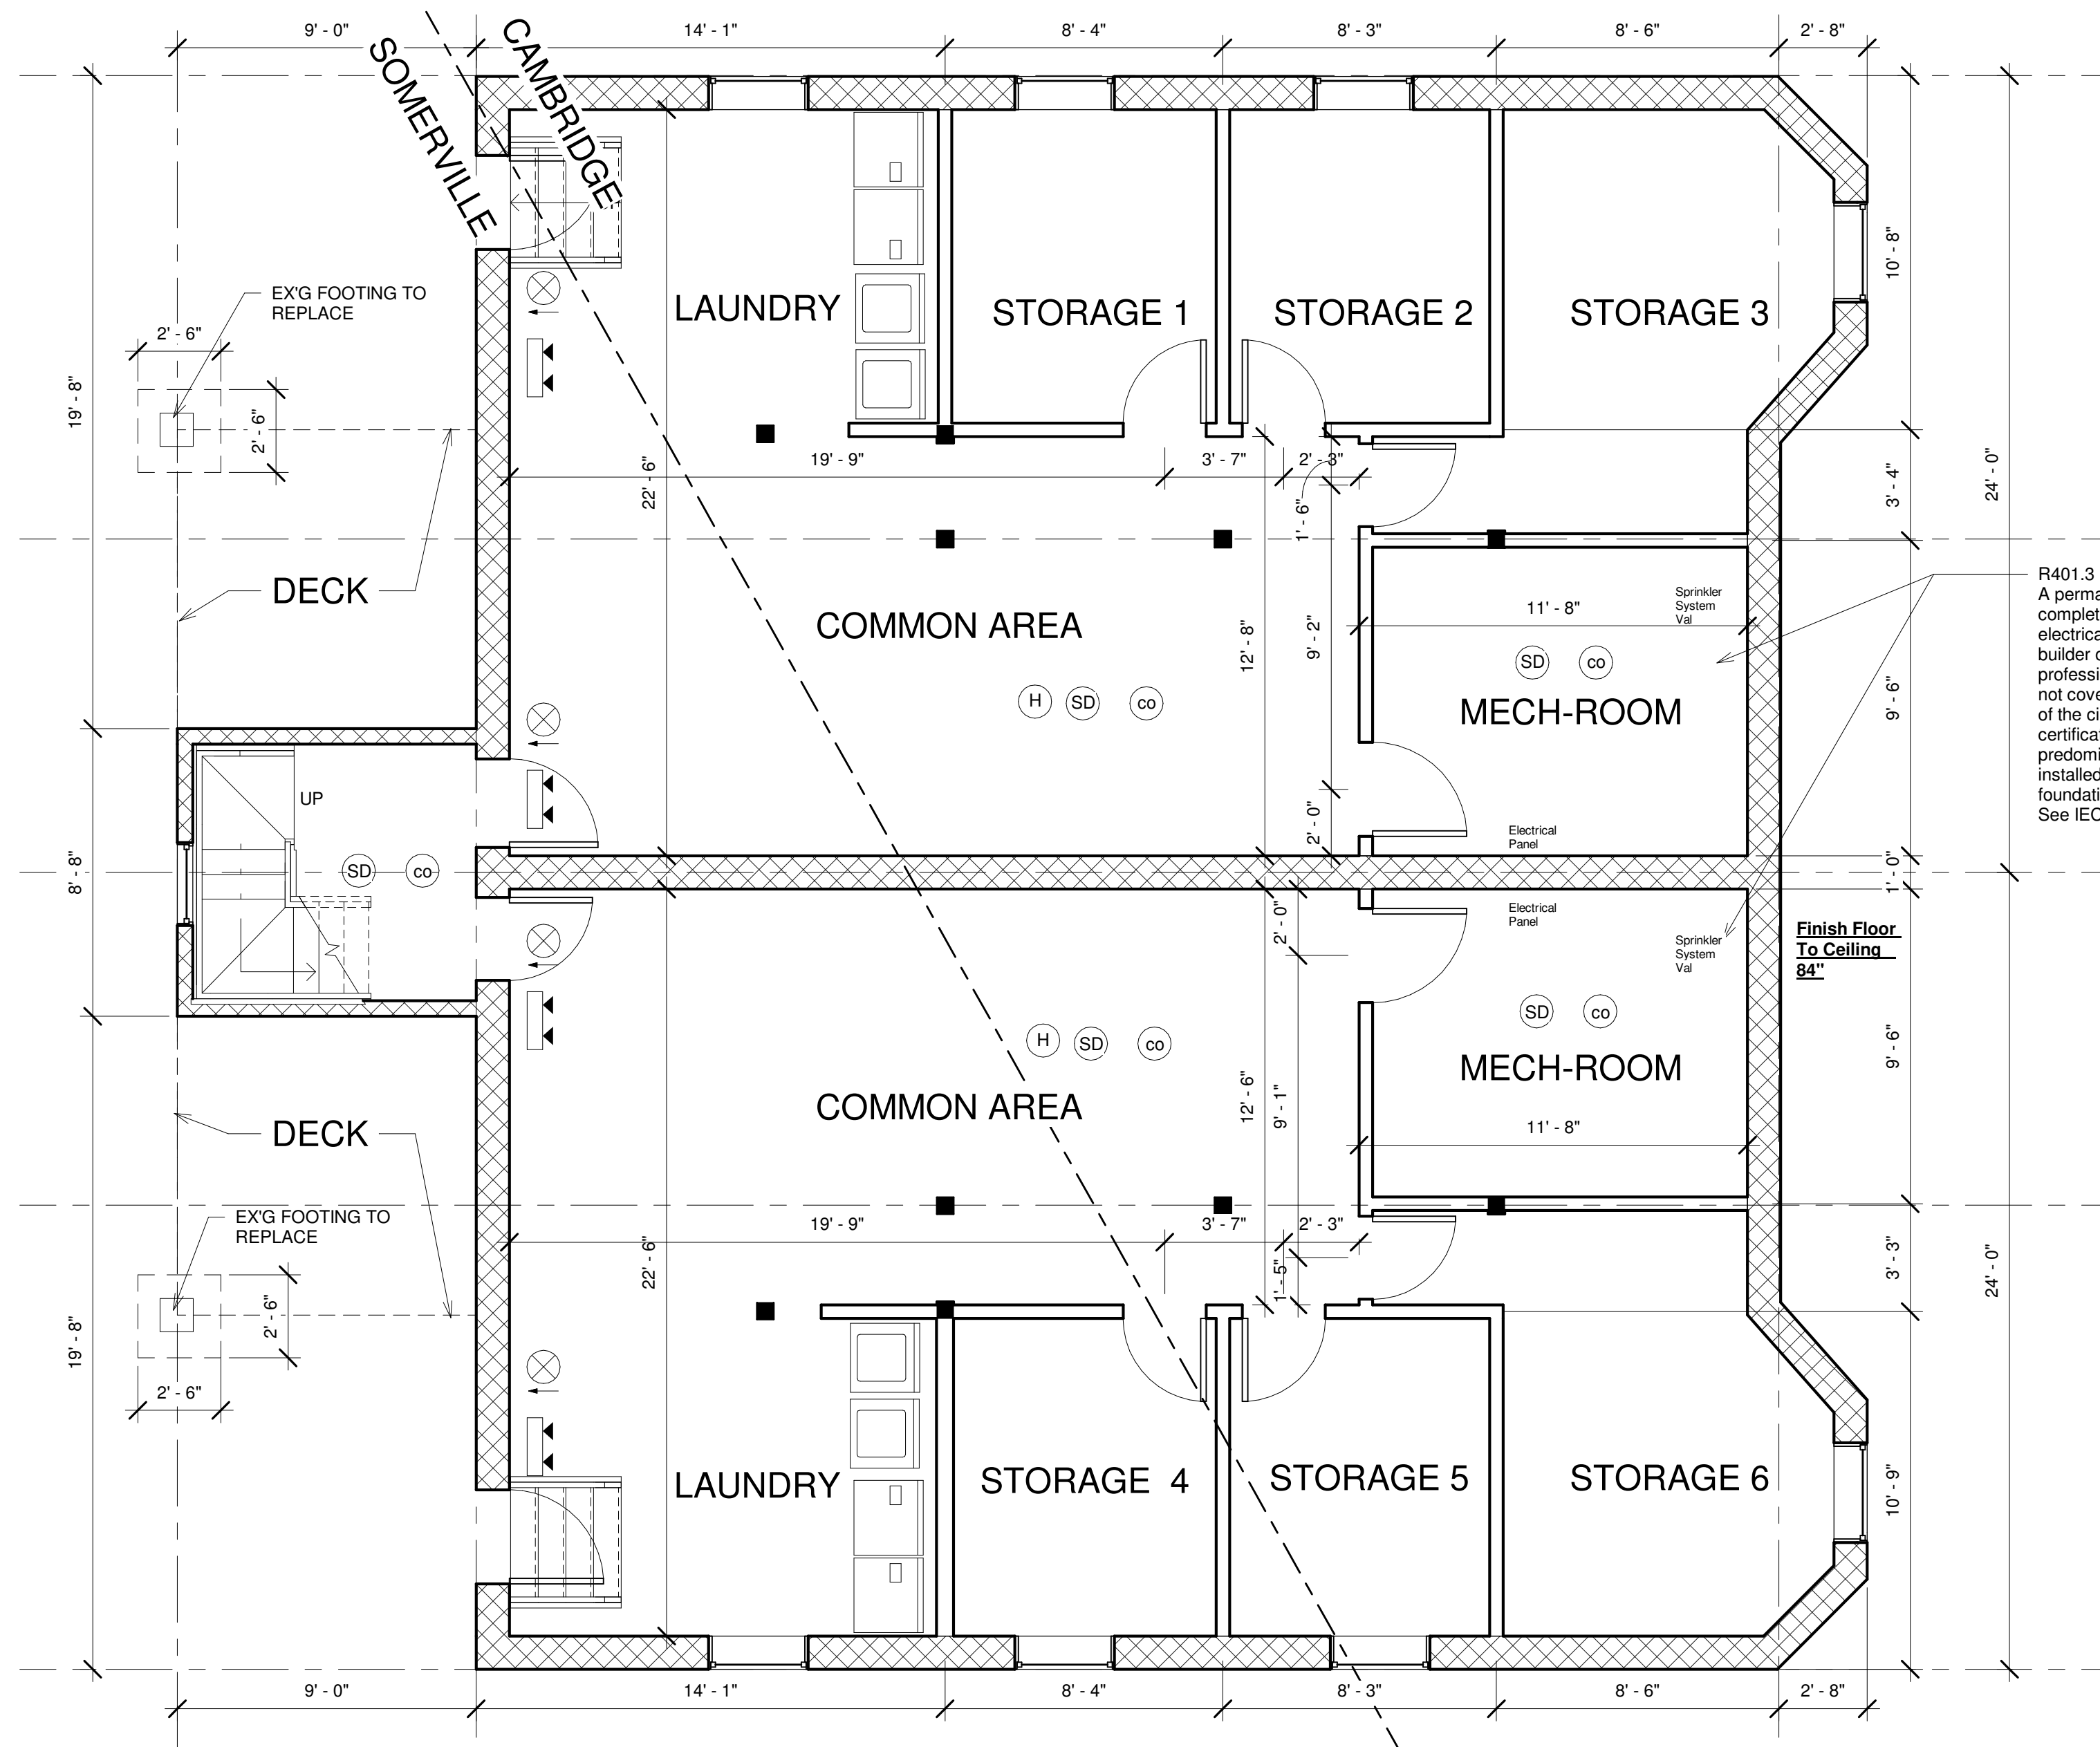 9' - 0"
14' - 1"
8' - 4"
8' - 3"
8' - 6"
2' - 8"
SOMERVILLE
CAMBRIDGE
EX'G FOOTING TO
REPLACE
2' - 6"
2' - 6"
19' - 8"
LAUNDRY
STORAGE 1
STORAGE 2
STORAGE 3
10' - 8"
19' - 9"
3' - 7"
2' - 3"
22' - 6"
1' - 6"
3' - 4"
24' - 0"
DECK
COMMON AREA
12' - 8"
9' - 2"
11' - 8"
Sprinkler
System
Val
SD
co
MECH-ROOM
9' - 6"
H
SD
co
R401.3
A perma
complet
electrica
builder o
professi
not cove
of the ci
certificat
predomi
installed
foundati
See IEC
UP
2' - 0"
Electrical
Panel
8' - 8"
SD
co
1' - 0"
2' - 0"
Electrical
Panel
Sprinkler
System
Val
Finish Floor
To Ceiling
84"
H
SD
co
SD
co
COMMON AREA
12' - 6"
9' - 1"
MECH-ROOM
11' - 8"
9' - 6"
DECK
EX'G FOOTING TO
REPLACE
2' - 6"
2' - 6"
19' - 8"
22' - 6"
19' - 9"
3' - 7"
2' - 3"
1' - 5"
3' - 3"
24' - 0"
LAUNDRY
STORAGE 4
STORAGE 5
STORAGE 6
10' - 9"
9' - 0"
14' - 1"
8' - 4"
8' - 3"
8' - 6"
2' - 8"